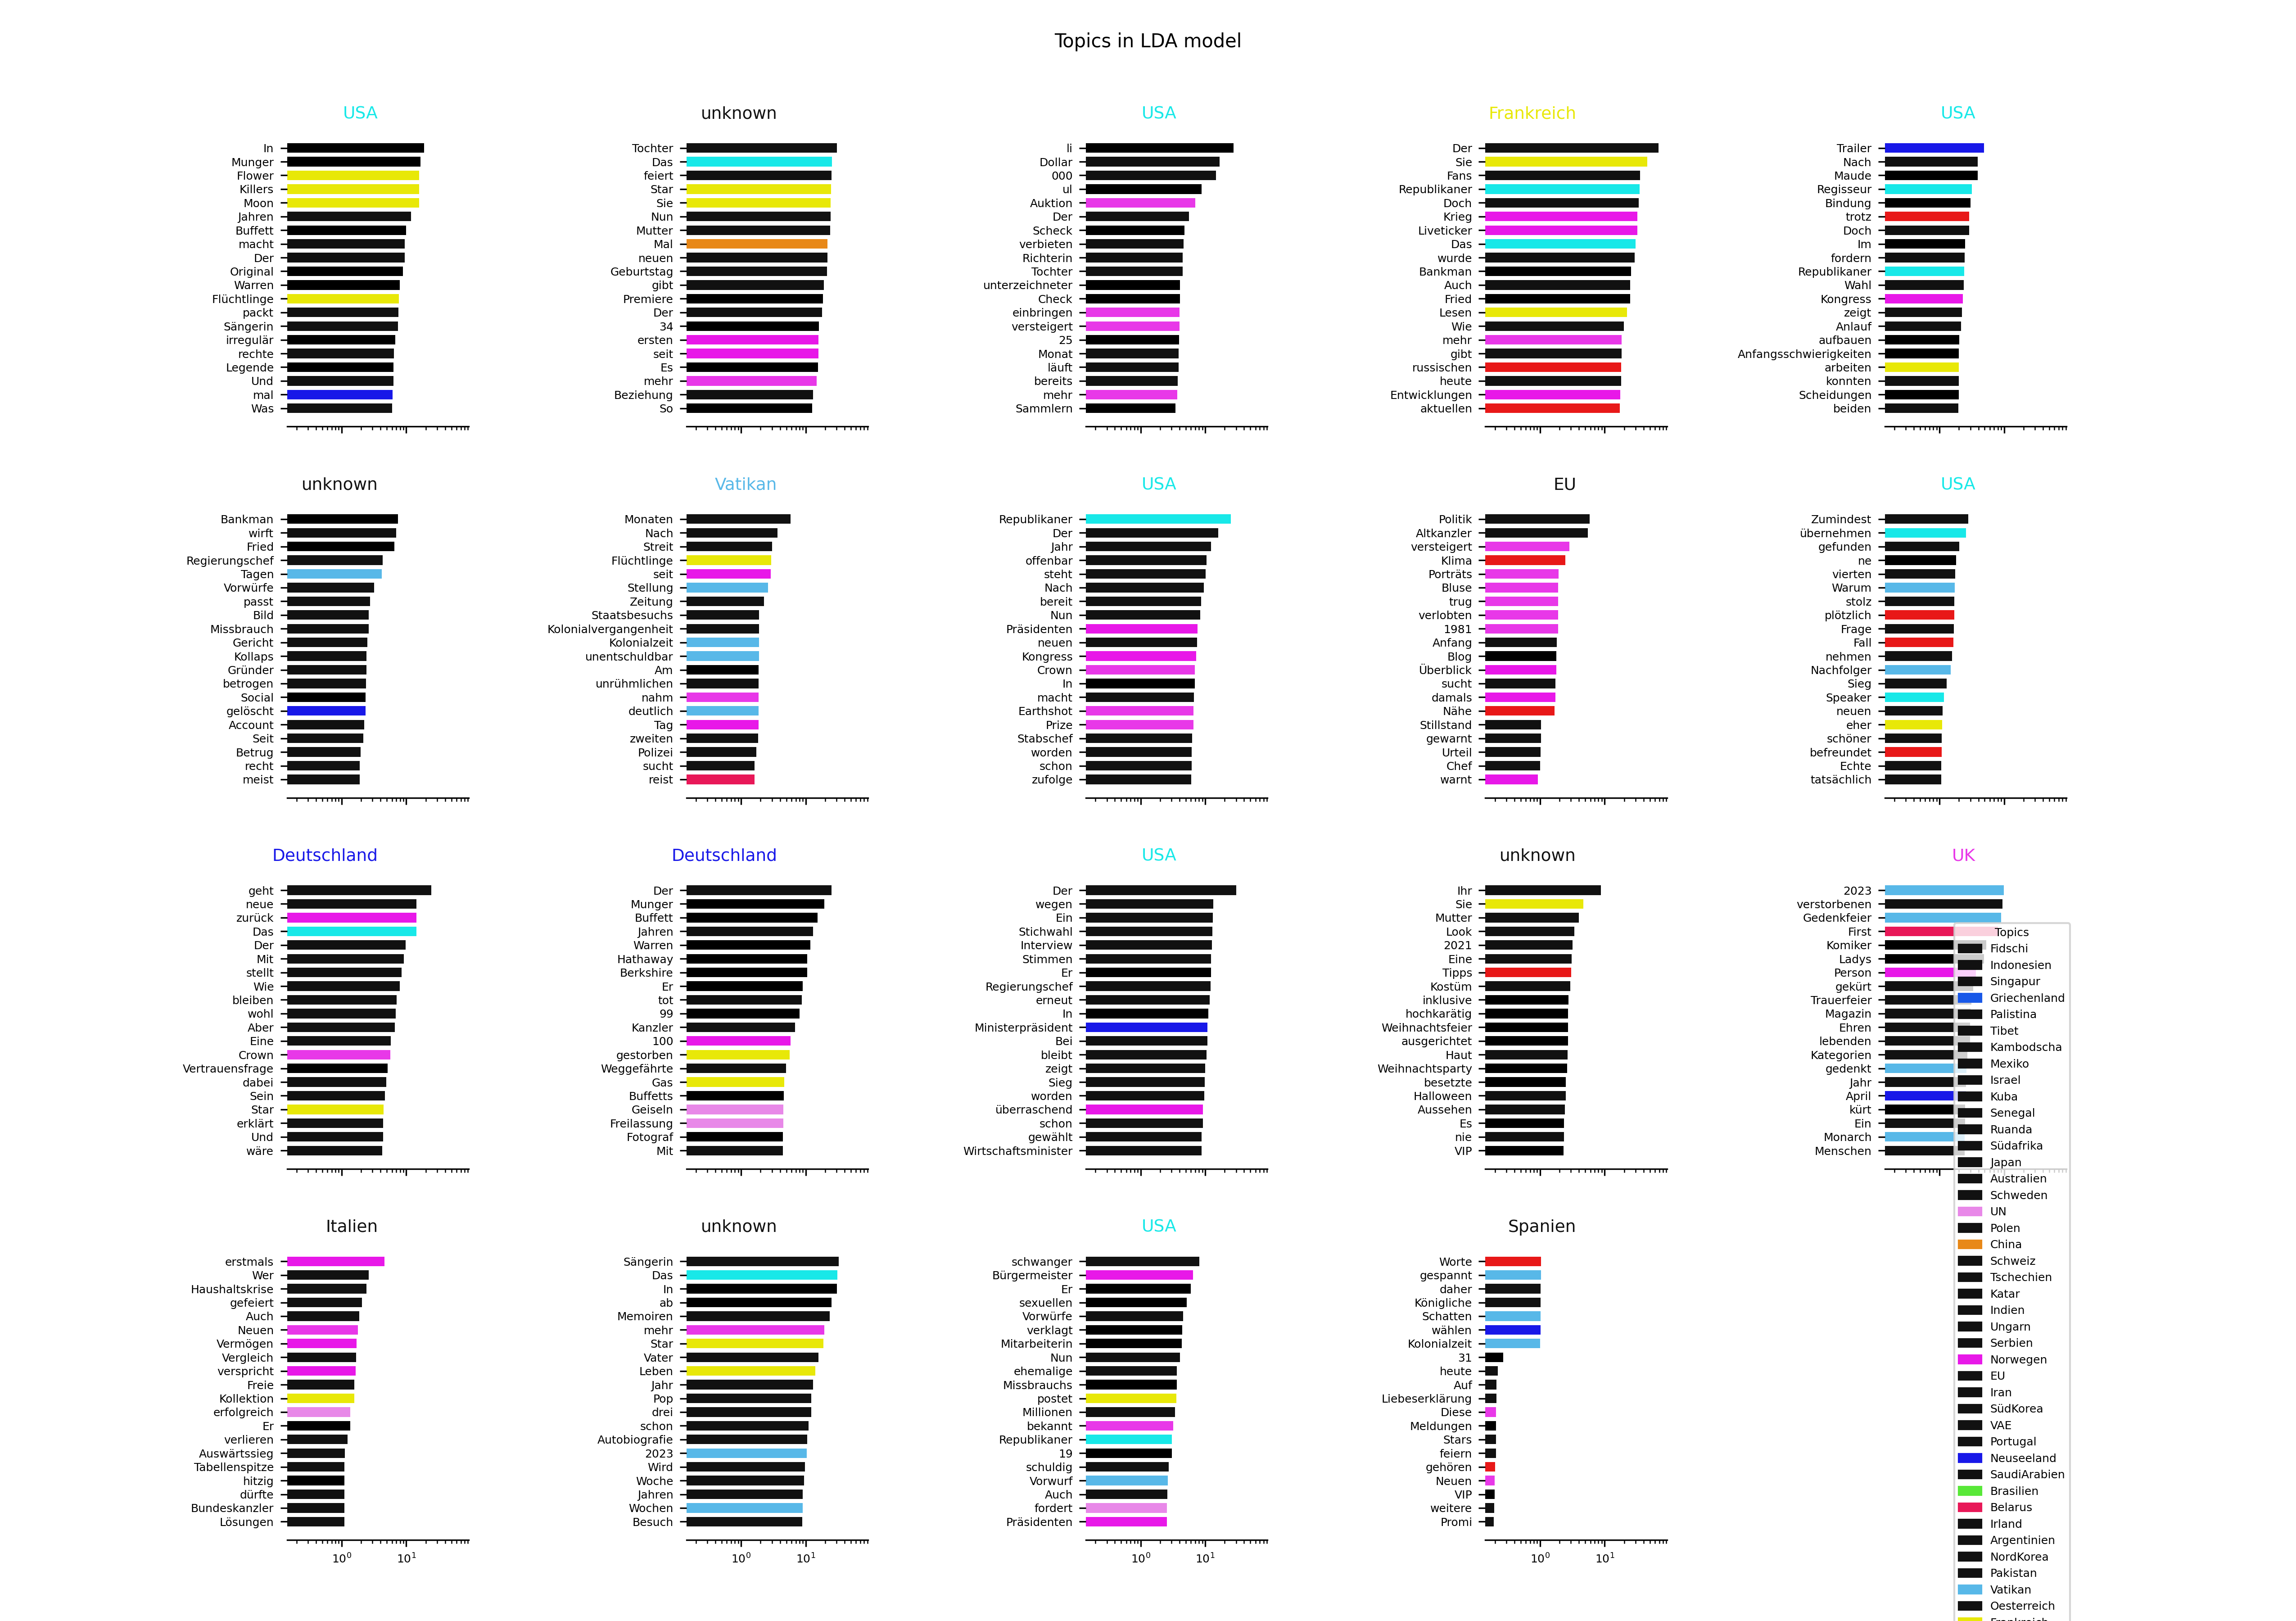 Topics in LDA model
USA
In
Munger
Flower
Killers
Moon
Jahren
Buffett
macht
Der
Original
Warren
Flüchtlinge
packt
Sängerin
irregulär
rechte
Legende
Und
mal
Was
unknown
Tochter
Das
feiert
Star
Sie
Nun
Mutter
Mal
neuen
Geburtstag
gibt
Premiere
Der
34
ersten
seit
Es
mehr
Beziehung
So
USA
li
Dollar
000
ul
Auktion
Der
Scheck
verbieten
Richterin
Tochter
unterzeichneter
Check
einbringen
versteigert
25
Monat
läuft
bereits
mehr
Sammlern
Frankreich
Der
Sie
Fans
Republikaner
Doch
Krieg
Liveticker
Das
wurde
Bankman
Auch
Fried
Lesen
Wie
mehr
gibt
russischen
heute
Entwicklungen
aktuellen
USA
Trailer
Nach
Maude
Regisseur
Bindung
trotz
Doch
Im
fordern
Republikaner
Wahl
Kongress
zeigt
Anlauf
aufbauen
Anfangsschwierigkeiten
arbeiten
konnten
Scheidungen
beiden
unknown
Bankman
wirft
Fried
Regierungschef
Tagen
Vorwürfe
passt
Bild
Missbrauch
Gericht
Kollaps
Gründer
betrogen
Social
gelöscht
Account
Seit
Betrug
recht
meist
Vatikan
Monaten
Nach
Streit
Flüchtlinge
seit
Stellung
Zeitung
Staatsbesuchs
Kolonialvergangenheit
Kolonialzeit
unentschuldbar
Am
unrühmlichen
nahm
deutlich
Tag
zweiten
Polizei
sucht
reist
USA
Republikaner
Der
Jahr
offenbar
steht
Nach
bereit
Nun
Präsidenten
neuen
Kongress
Crown
In
macht
Earthshot
Prize
Stabschef
worden
schon
zufolge
EU
Politik
Altkanzler
versteigert
Klima
Porträts
Bluse
trug
verlobten
1981
Anfang
Blog
Überblick
sucht
damals
Nähe
Stillstand
gewarnt
Urteil
Chef
warnt
USA
Zumindest
übernehmen
gefunden
ne
vierten
Warum
stolz
plötzlich
Frage
Fall
nehmen
Nachfolger
Sieg
Speaker
neuen
eher
schöner
befreundet
Echte
tatsächlich
Deutschland
geht
neue
zurück
Das
Der
Mit
stellt
Wie
bleiben
wohl
Aber
Eine
Crown
Vertrauensfrage
dabei
Sein
Star
erklärt
Und
wäre
Deutschland
Der
Munger
Buffett
Jahren
Warren
Hathaway
Berkshire
Er
tot
99
Kanzler
100
gestorben
Weggefährte
Gas
Buffetts
Geiseln
Freilassung
Fotograf
Mit
USA
Der
wegen
Ein
Stichwahl
Interview
Stimmen
Er
Regierungschef
erneut
In
Ministerpräsident
Bei
bleibt
zeigt
Sieg
worden
überraschend
schon
gewählt
Wirtschaftsminister
unknown
Ihr
Sie
Mutter
Look
2021
Eine
Tipps
Kostüm
inklusive
hochkarätig
Weihnachtsfeier
ausgerichtet
Haut
Weihnachtsparty
besetzte
Halloween
Aussehen
Es
nie
VIP
UK
2023
verstorbenen
Gedenkfeier
First
Komiker
Ladys
Person
gekürt
Trauerfeier
Magazin
Ehren
lebenden
Kategorien
gedenkt
Jahr
April
kürt
Ein
Monarch
Menschen
Italien
erstmals
Wer
Haushaltskrise
gefeiert
Auch
Neuen
Vermögen
Vergleich
verspricht
Freie
Kollektion
erfolgreich
Er
verlieren
Auswärtssieg
Tabellenspitze
hitzig
dürfte
Bundeskanzler
Lösungen
10⁰ 10¹
unknown
Sängerin
Das
In
ab
Memoiren
mehr
Star
Vater
Leben
Jahr
Pop
drei
schon
Autobiografie
2023
Wird
Woche
Jahren
Wochen
Besuch
10⁰ 10¹
USA
schwanger
Bürgermeister
Er
sexuellen
Vorwürfe
verklagt
Mitarbeiterin
Nun
ehemalige
Missbrauchs
postet
Millionen
bekannt
Republikaner
19
schuldig
Vorwurf
Auch
fordert
Präsidenten
10⁰ 10¹
Spanien
Worte
gespannt
daher
Königliche
Schatten
wählen
Kolonialzeit
31
heute
Auf
Liebeserklärung
Diese
Meldungen
Stars
feiern
gehören
Neuen
VIP
weitere
Promi
10⁰ 10¹
Topics
Fidschi
Indonesien
Singapur
Griechenland
Palistina
Tibet
Kambodscha
Mexiko
Israel
Kuba
Senegal
Ruanda
Südafrika
Japan
Australien
Schweden
UN
Polen
China
Schweiz
Tschechien
Katar
Indien
Ungarn
Serbien
Norwegen
EU
Iran
SüdKorea
VAE
Portugal
Neuseeland
SaudiArabien
Brasilien
Belarus
Irland
Argentinien
NordKorea
Pakistan
Vatikan
Oesterreich